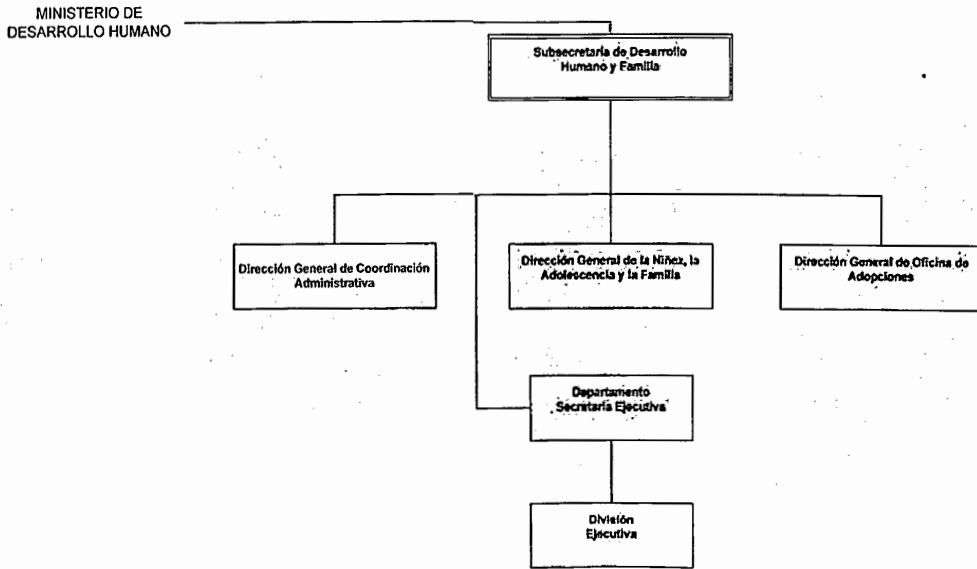 MINISTERIO DE
DESARROLLO HUMANO
Subsecretaría de Desarrollo
Humano y Familia
Dirección General de Coordinación
Administrativa
Dirección General de la Niñez, la
Adolescencia y la Familia
Dirección General de Oficina de
Adopciones
Departamento
Secretaría Ejecutiva
División
Ejecutiva